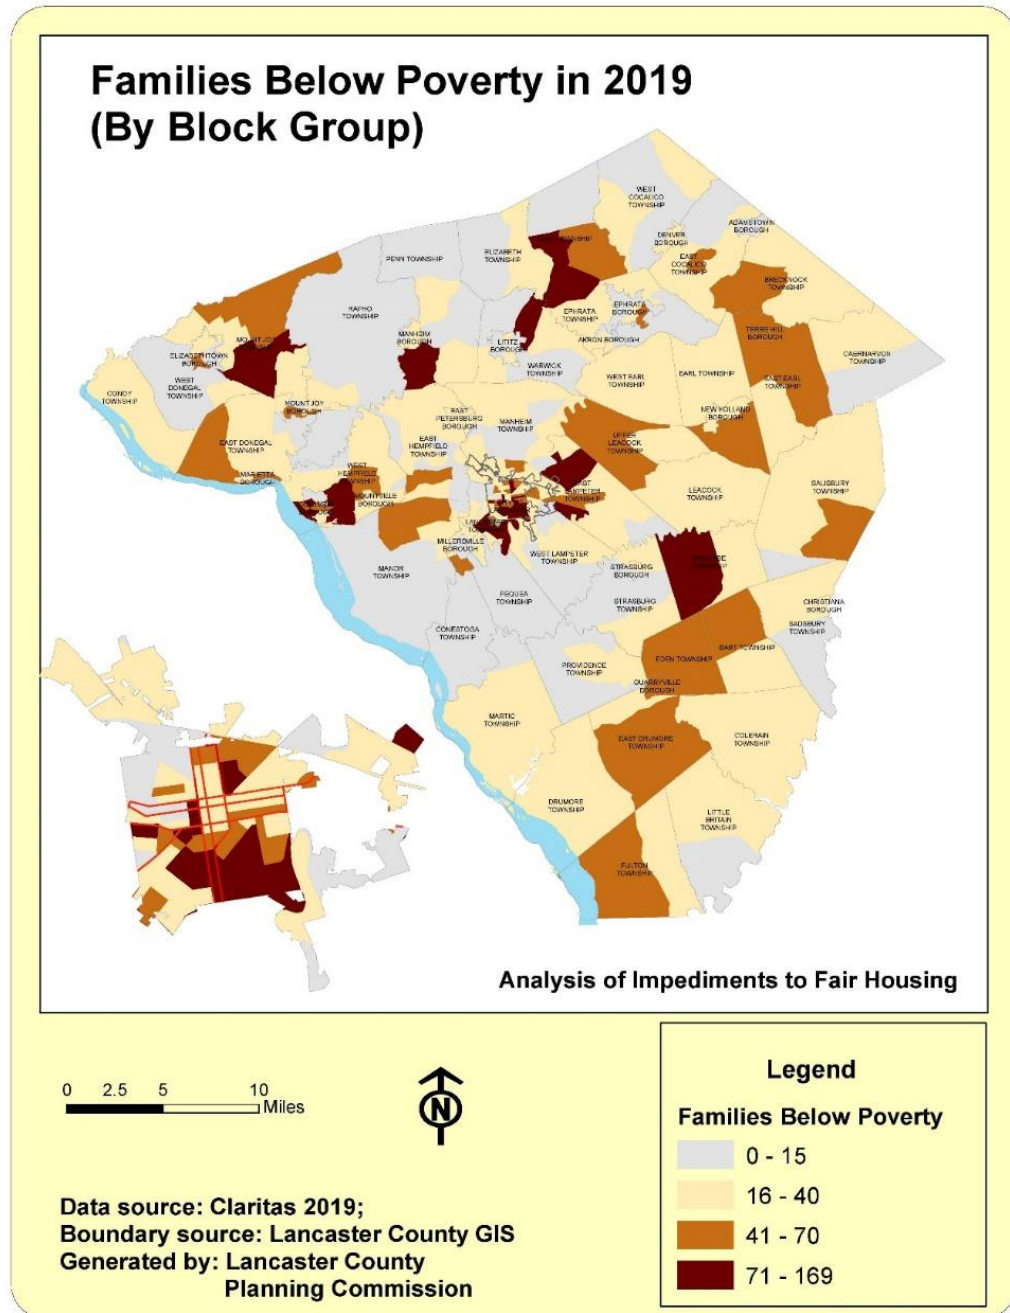 Families Below Poverty in 2019
(By Block Group)
WEST
COCALICO
TOWNSHIP
ADAMSTOWN
BOROUGH
DENVER
BOROUGH
ELIZABETH
TOWNSHIP
PENN TOWNSHIP
EAST
COCALICO
TOWNSHIP
BRECKNOCK
TOWNSHIP
RAPHO
TOWNSHIP
EPHRATA
BOROUGH
EPHRATA
TOWNSHIP
TERRE HILL
BOROUGH
MANHEIM
BOROUGH
LITITZ
BOROUGH
AKRON BOROUGH
ELIZABETHTOWN
BOROUGH
CAERNARVON
TOWNSHIP
WARWICK
TOWNSHIP
WEST EARL
TOWNSHIP
EARL TOWNSHIP
EAST EARL
TOWNSHIP
WEST
DONEGAL
TOWNSHIP
CONOY
TOWNSHIP
MOUNT JOY
BOROUGH
EAST
PETERSBURG
BOROUGH
MANHEIM
TOWNSHIP
NEW HOLLAND
BOROUGH
EAST DONEGAL
TOWNSHIP
EAST
HEMPFIELD
TOWNSHIP
UPPER
LEACOCK
TOWNSHIP
MARIETTA
BOROUGH
WEST
HEMPFIELD
TOWNSHIP
MOUNTVILLE
BOROUGH
LEACOCK
TOWNSHIP
SALISBURY
TOWNSHIP
MILLERSVILLE
BOROUGH
WEST LAMPETER
TOWNSHIP
MANOR
TOWNSHIP
STRASBURG
BOROUGH
PEQUEA
TOWNSHIP
STRASBURG
TOWNSHIP
CHRISTIANA
BOROUGH
SADSBURY
TOWNSHIP
CONESTOGA
TOWNSHIP
BART TOWNSHIP
PROVIDENCE
TOWNSHIP
EDEN TOWNSHIP
QUARRYVILLE
BOROUGH
MARTIC
TOWNSHIP
EAST DRUMORE
TOWNSHIP
COLERAIN
TOWNSHIP
DRUMORE
TOWNSHIP
LITTLE
BRITAIN
TOWNSHIP
FULTON
TOWNSHIP
Analysis of Impediments to Fair Housing
0 2.5 5 10
Miles
N
Data source: Claritas 2019;
Boundary source: Lancaster County GIS
Generated by: Lancaster County
Planning Commission
Legend
Families Below Poverty
0 - 15
16 - 40
41 - 70
71 - 169